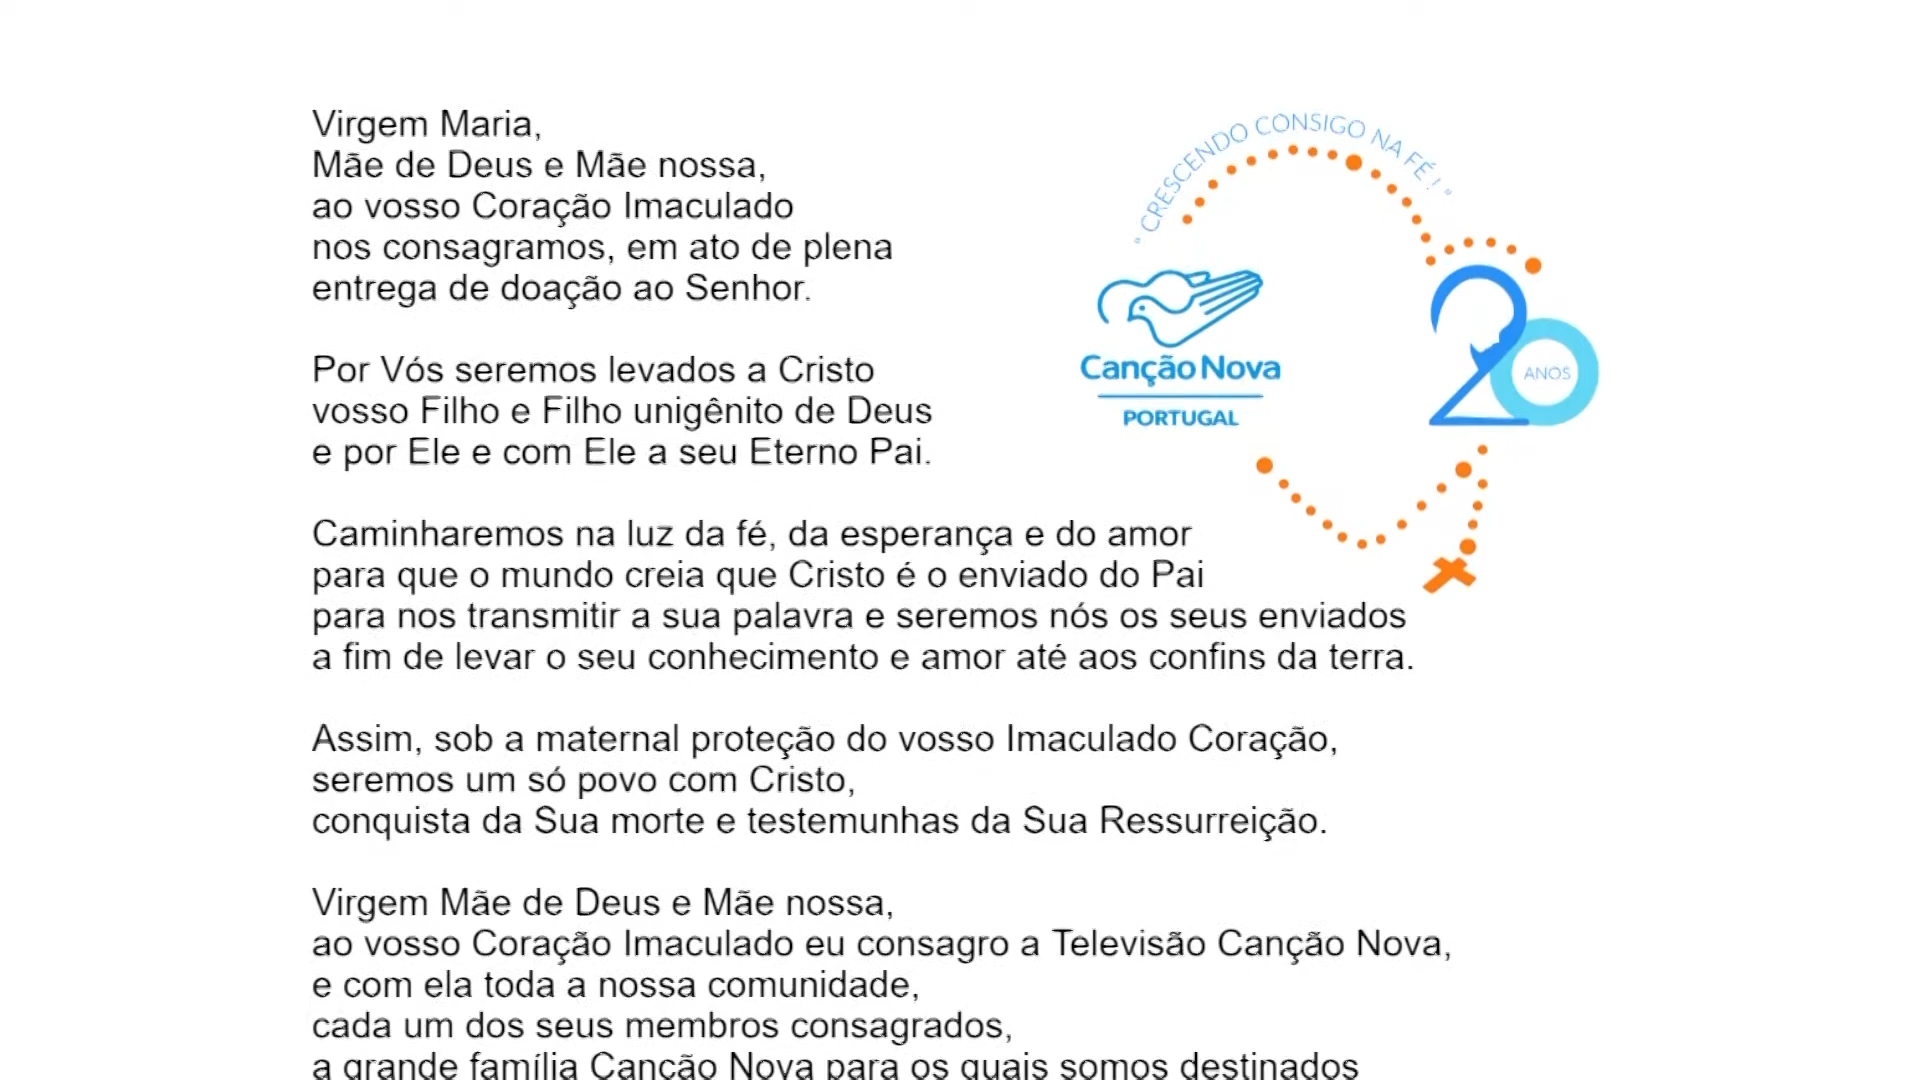 Virgem Maria,
Mãe de Deus e Mãe nossa,
ao vosso Coração Imaculado
nos consagramos, em ato de plena
entrega de doação ao Senhor.
Por Vós seremos levados a Cristo
vosso Filho e Filho unigênito de Deus
e por Ele e com Ele a seu Eterno Pai.
Caminharemos na luz da fé, da esperança e do amor
para que o mundo creia que Cristo é o enviado do Pai
para nos transmitir a sua palavra e seremos nós os seus enviados
a fim de levar o seu conhecimento e amor até aos confins da terra.
Assim, sob a maternal proteção do vosso Imaculado Coração,
seremos um só povo com Cristo,
conquista da Sua morte e testemunhas da Sua Ressurreição.
Virgem Mãe de Deus e Mãe nossa,
ao vosso Coração Imaculado eu consagro a Televisão Canção Nova,
e com ela toda a nossa comunidade,
cada um dos seus membros consagrados,
a grande família Canção Nova para os quais somos destinados
"CRESCENDO CONSIGO NA FÉ!"
Canção Nova
PORTUGAL
20
ANOS